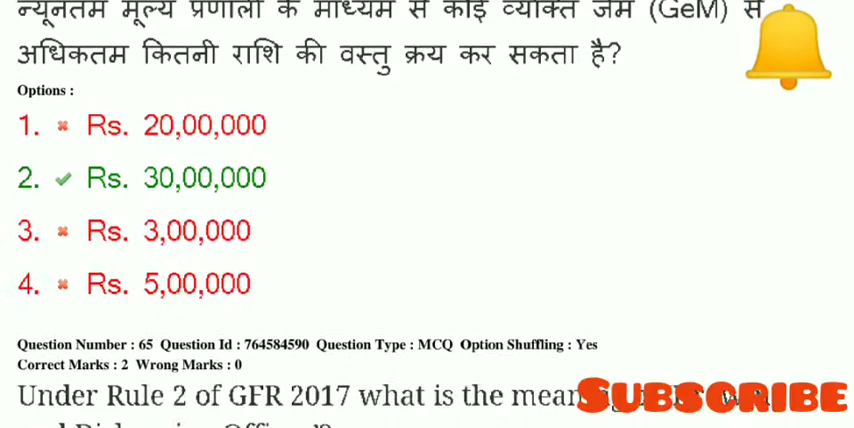 न्यूनतम मूल्य प्रणाली के माध्यम से कोई व्यक्ति जेम (GeM) से
अधिकतम कितनी राशि की वस्तु क्रय कर सकता है?
Options :
1. Rs. 20,00,000
2. Rs. 30,00,000
3. Rs. 3,00,000
4. Rs. 5,00,000
Question Number : 65 Question Id : 764584590 Question Type : MCQ Option Shuffling : Yes
Correct Marks : 2 Wrong Marks : 0
Under Rule 2 of GFR 2017 what is the
SUBSCRIBE